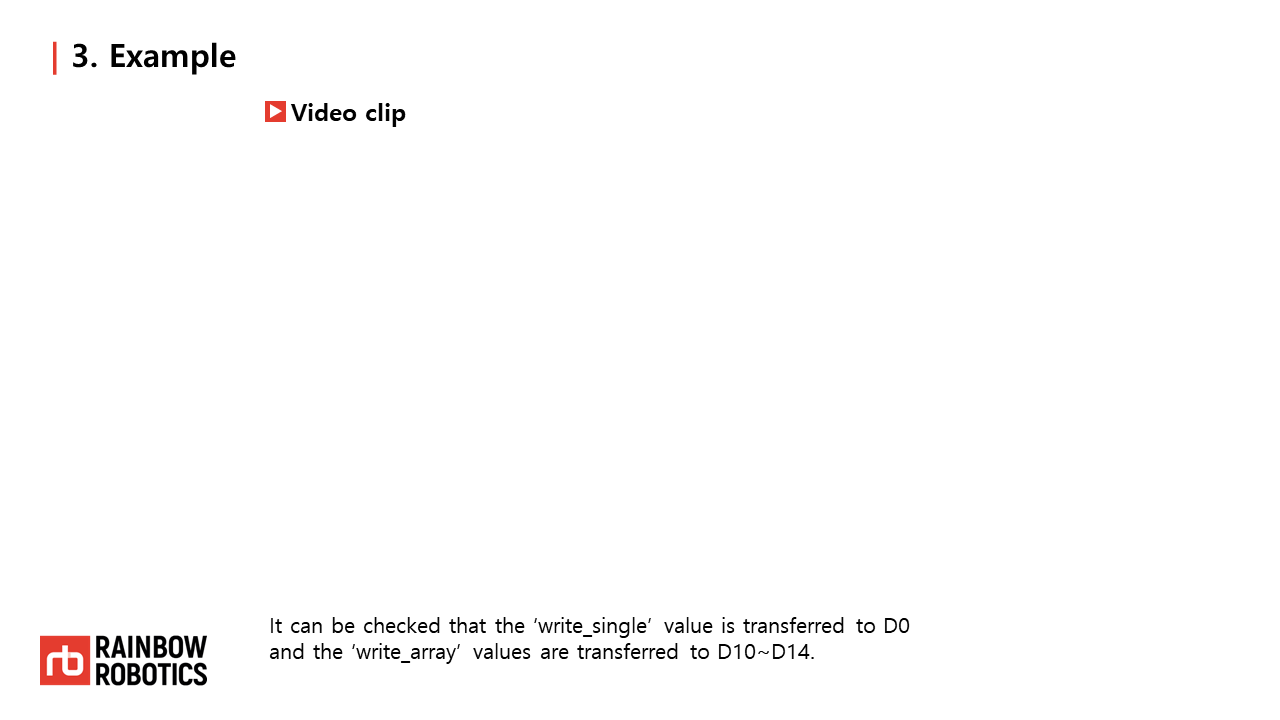 3. Example
Video clip
It can be checked that the ‘write_single’ value is transferred to D0
and the ‘write_array’ values are transferred to D10~D14.
rb RAINBOW
ROBOTICS